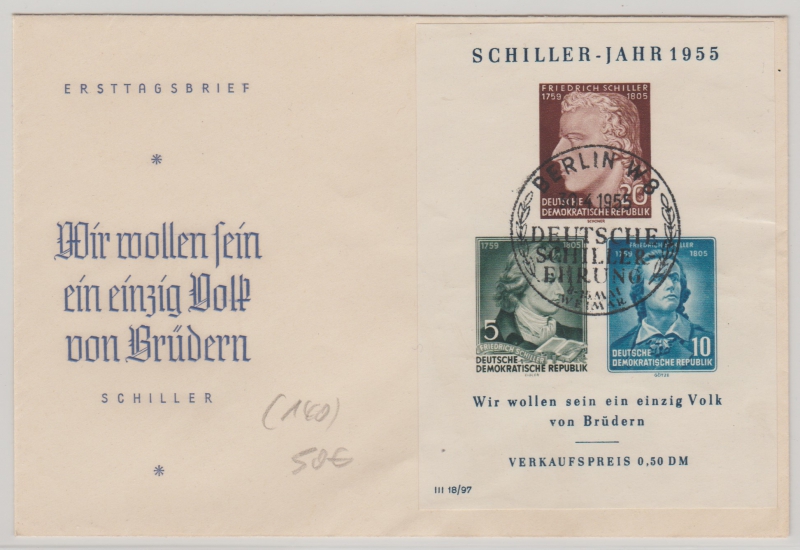 ERSTTAGSBRIEF
*
Wir wollen sein
ein einzig Volk
von Brüdern
SCHILLER
*
(160)
50€
SCHILLER-JAHR 1955
FRIEDRICH SCHILLER
1759 1805
20
DEUTSCHE
DEMOKRATISCHE REPUBLIK
BERLIN W8
1955
DEUTSCHE
SCHILLER
EHRUNG
WEIMAR
1759 1805
5
FRIEDRICH SCHILLER
DEUTSCHE
DEMOKRATISCHE REPUBLIK
FRIEDRICH SCHILLER
1759 1805
10
DEUTSCHE
DEMOKRATISCHE REPUBLIK
Wir wollen sein ein einzig Volk
von Brüdern
VERKAUFSPREIS 0,50 DM
III 18/97